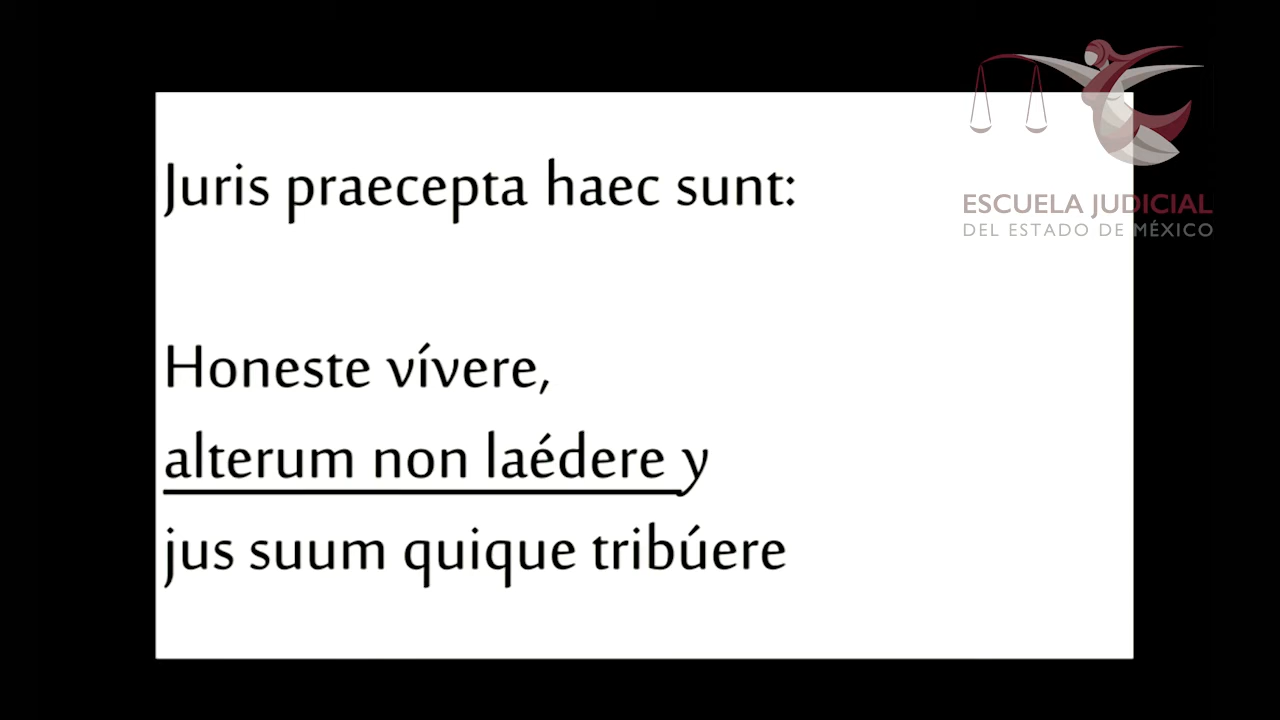 Juris praecepta haec sunt:
Honeste vívere,
alterum non laédere y
jus suum quique tribúere
ESCUELA JUDICIAL
DEL ESTADO DE MÉXICO